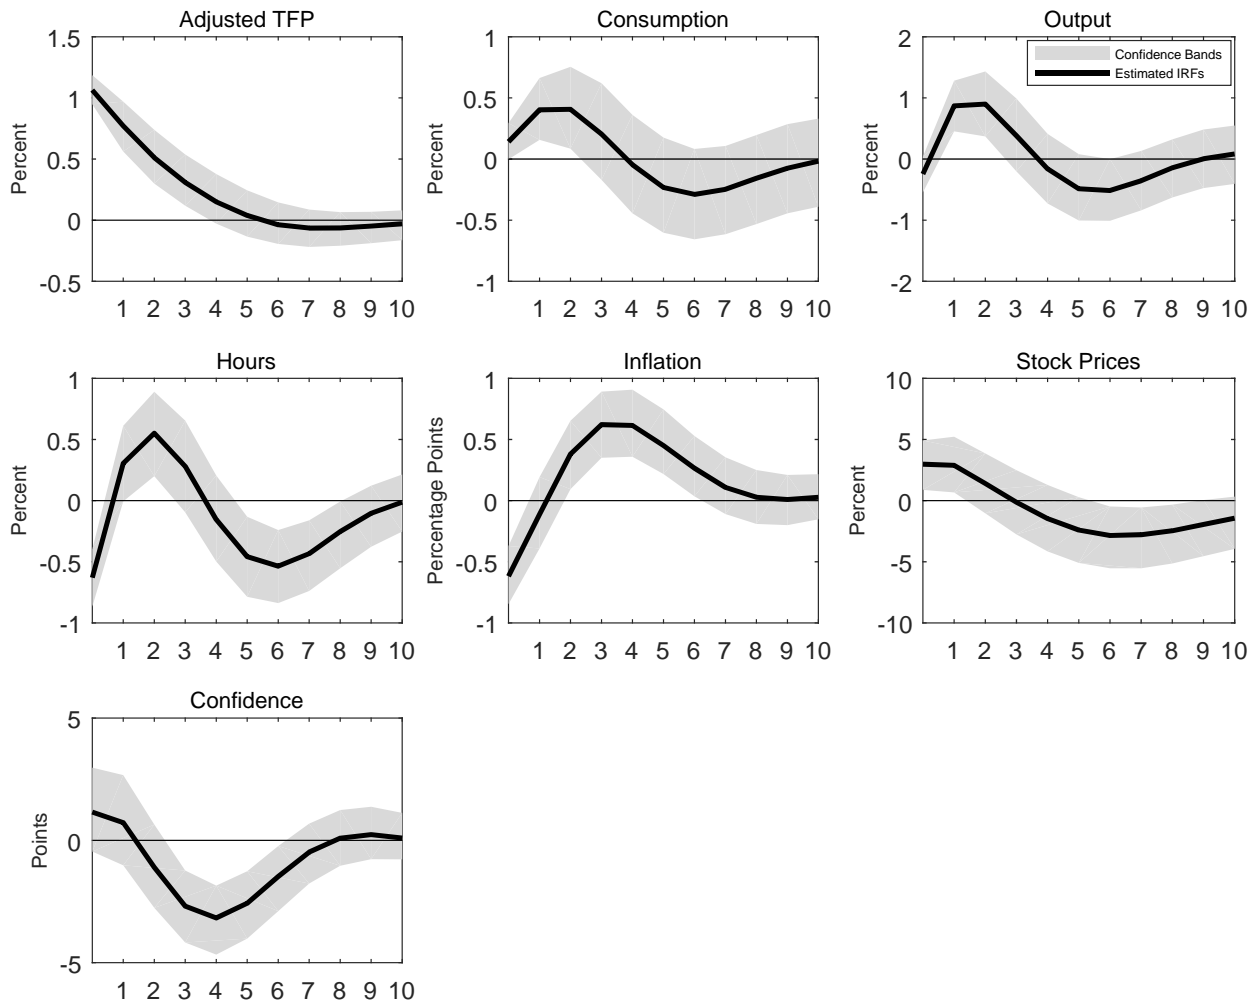 Adjusted TFP
Percent
1.5
1
0.5
0
-0.5
1 2 3 4 5 6 7 8 9 10
Consumption
Percent
1
0.5
0
-0.5
-1
1 2 3 4 5 6 7 8 9 10
Output
Percent
2
1
0
-1
-2
1 2 3 4 5 6 7 8 9 10
Confidence Bands
Estimated IRFs
Hours
Percent
1
0.5
0
-0.5
-1
1 2 3 4 5 6 7 8 9 10
Inflation
Percentage Points
1
0.5
0
-0.5
-1
1 2 3 4 5 6 7 8 9 10
Stock Prices
Percent
10
5
0
-5
-10
1 2 3 4 5 6 7 8 9 10
Confidence
Points
5
0
-5
1 2 3 4 5 6 7 8 9 10